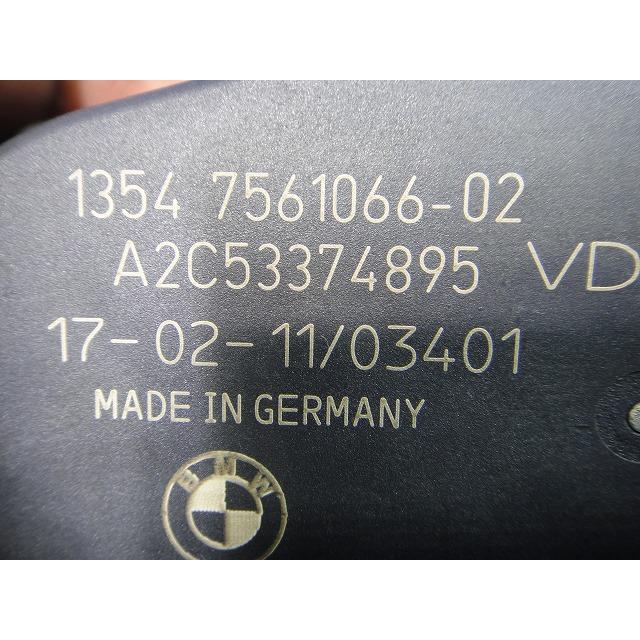 1354 7561066-02
A2C53374895 VD
17-02-11/03401
MADE IN GERMANY
BMW